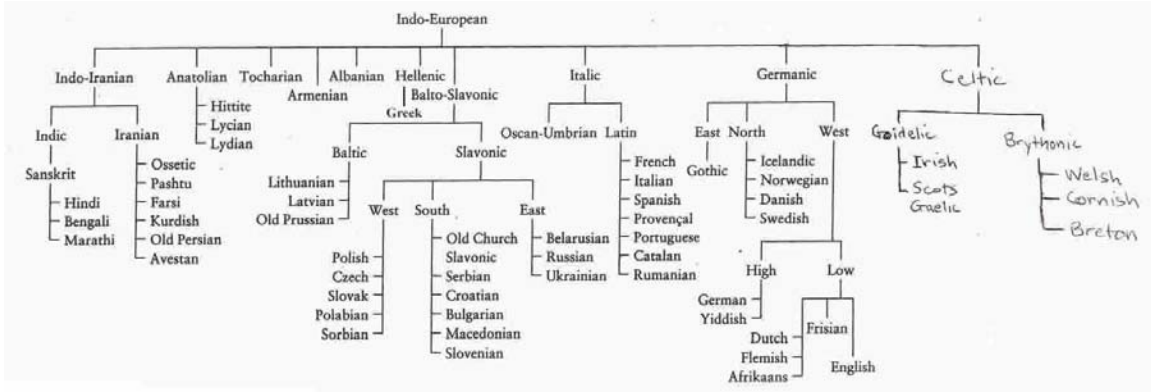 Indo-European
Indo-Iranian Anatolian Tocharian Albanian Hellenic Italic Germanic Celtic
Armenian Balto-Slavonic
Greek
Hittite
Lycian
Lydian
Indic Iranian
Sanskrit
Hindi
Bengali
Marathi
Ossetic
Pashtu
Farsi
Kurdish
Old Persian
Avestan
Baltic Slavonic
Lithuanian
Latvian
Old Prussian
West South East
Polish
Czech
Slovak
Polabian
Sorbian
Old Church
Slavonic
Serbian
Croatian
Bulgarian
Macedonian
Slovenian
Belarusian
Russian
Ukrainian
Oscan-Umbrian Latin
French
Italian
Spanish
Provençal
Portuguese
Catalan
Rumanian
East North West
Gothic
Icelandic
Norwegian
Danish
Swedish
High Low
German
Yiddish
Dutch
Flemish
Afrikaans
Frisian
English
Goidelic Brythonic
Irish
Scots
Gaelic
Welsh
Cornish
Breton